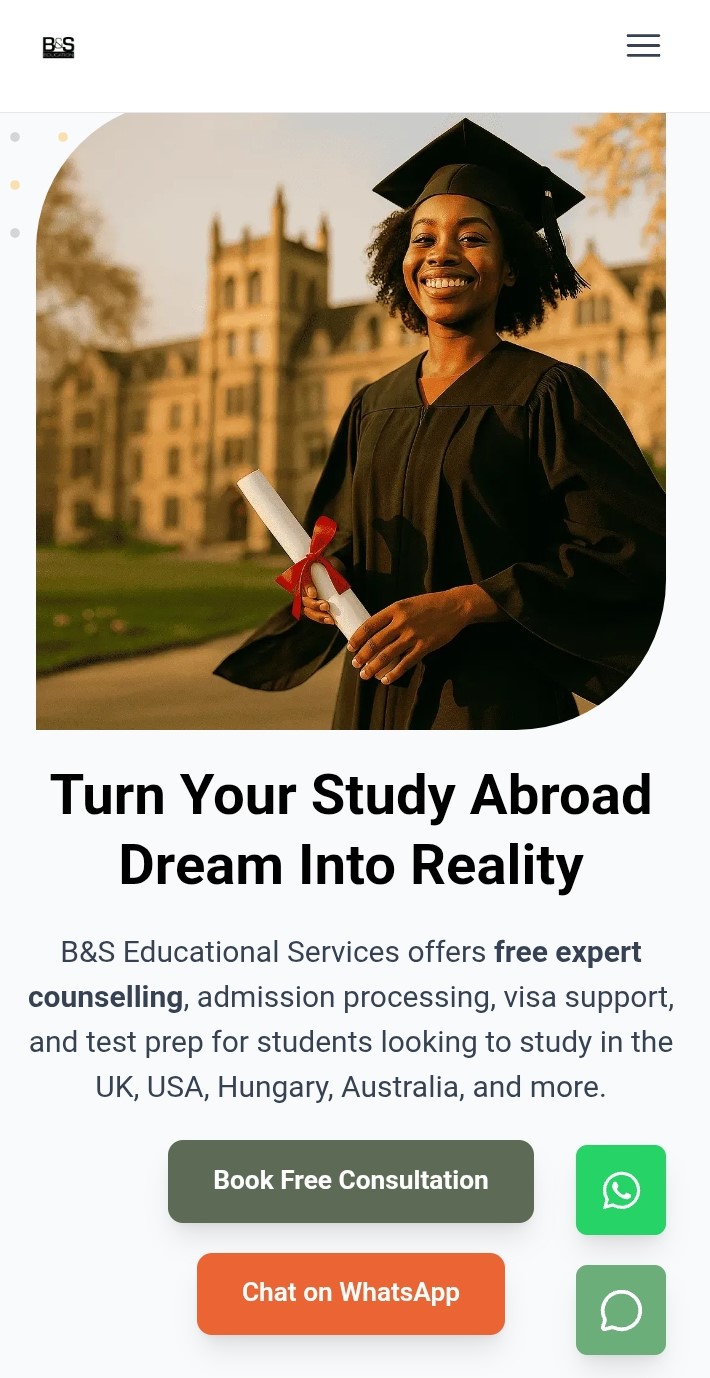 B&S
EDUCATION
Turn Your Study Abroad
Dream Into Reality
B&S Educational Services offers free expert
counselling, admission processing, visa support,
and test prep for students looking to study in the
UK, USA, Hungary, Australia, and more.
Book Free Consultation
Chat on WhatsApp